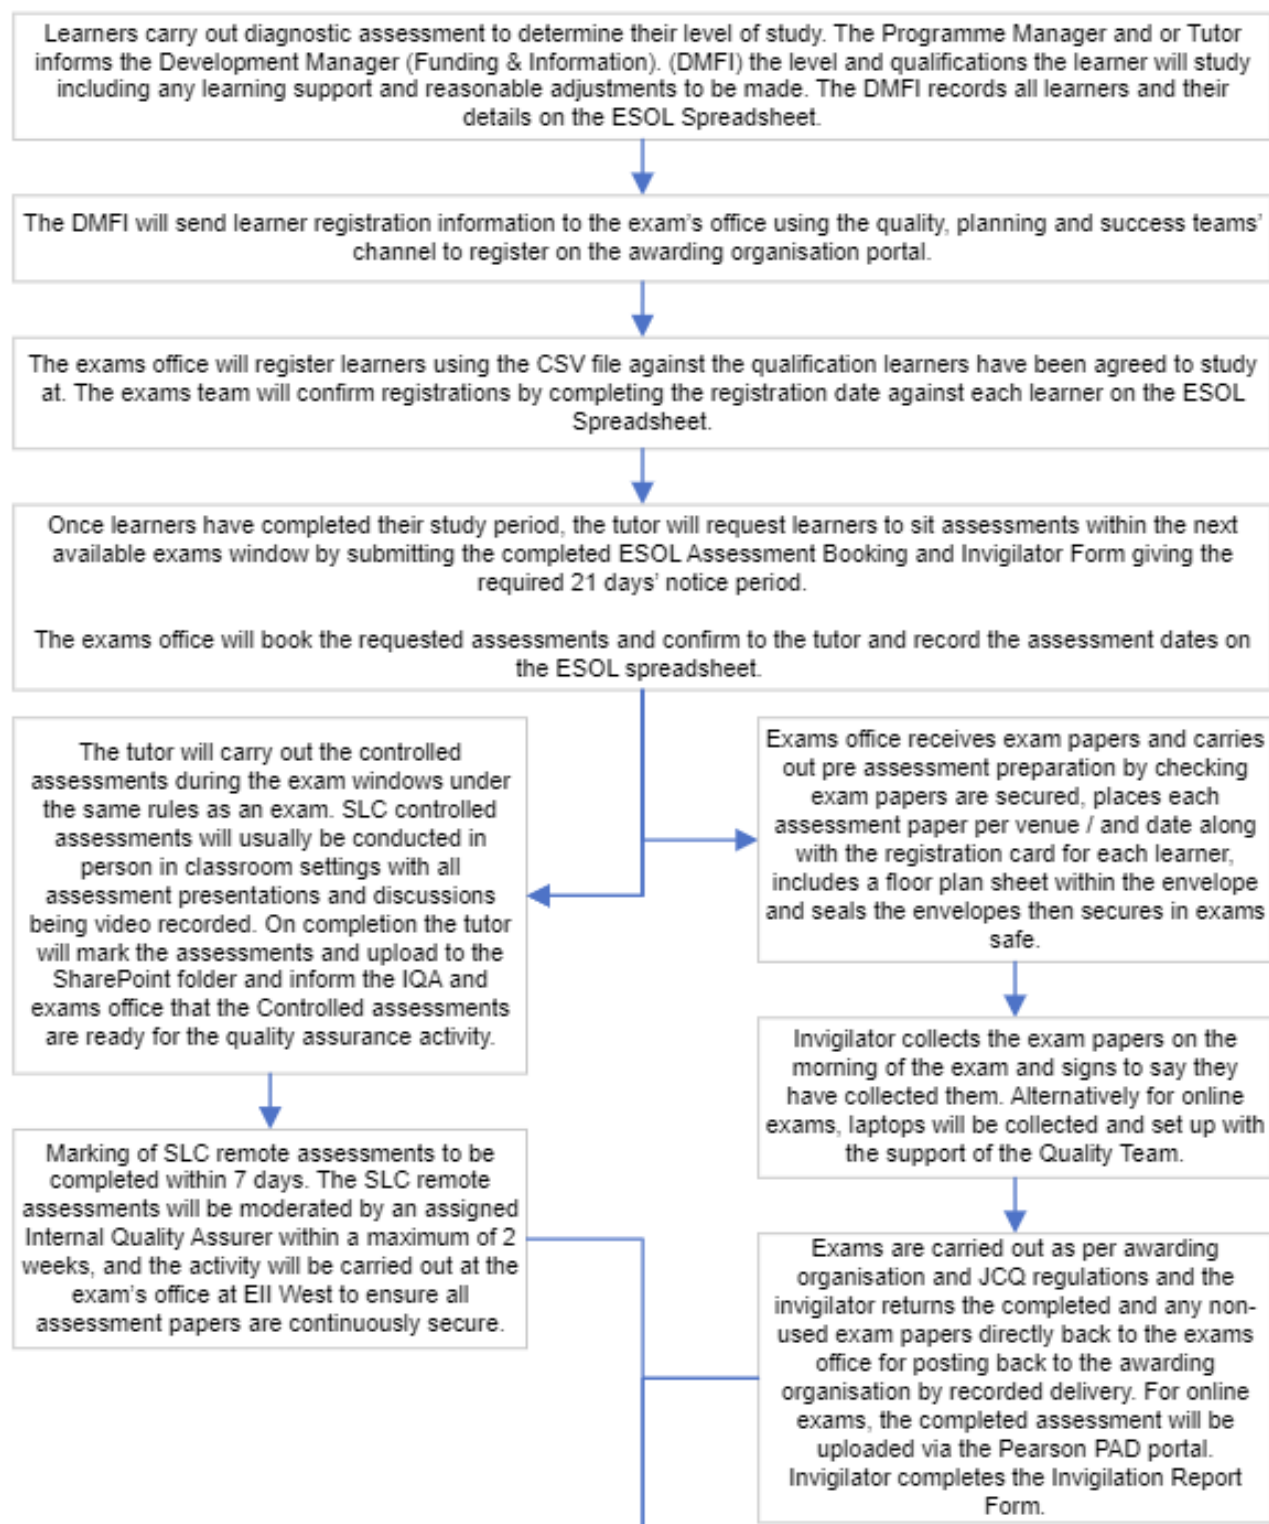 Learners carry out diagnostic assessment to determine their level of study. The Programme Manager and or Tutor
informs the Development Manager (Funding & Information). (DMFI) the level and qualifications the learner will study
including any learning support and reasonable adjustments to be made. The DMFI records all learners and their
details on the ESOL Spreadsheet.
The DMFI will send learner registration information to the exam's office using the quality, planning and success teams'
channel to register on the awarding organisation portal.
The exams office will register learners using the CSV file against the qualification learners have been agreed to study
at. The exams team will confirm registrations by completing the registration date against each learner on the ESOL
Spreadsheet.
Once learners have completed their study period, the tutor will request learners to sit assessments within the next
available exams window by submitting the completed ESOL Assessment Booking and Invigilator Form giving the
required 21 days' notice period.
The exams office will book the requested assessments and confirm to the tutor and record the assessment dates on
the ESOL spreadsheet.
The tutor will carry out the controlled
assessments during the exam windows under
the same rules as an exam. SLC controlled
assessments will usually be conducted in
person in classroom settings with all
assessment presentations and discussions
being video recorded. On completion the tutor
will mark the assessments and upload to the
SharePoint folder and inform the IQA and
exams office that the Controlled assessments
are ready for the quality assurance activity.
Marking of SLC remote assessments to be
completed within 7 days. The SLC remote
assessments will be moderated by an assigned
Internal Quality Assurer within a maximum of 2
weeks, and the activity will be carried out at the
exam's office at EII West to ensure all
assessment papers are continuously secure.
Exams office receives exam papers and carries
out pre assessment preparation by checking
exam papers are secured, places each
assessment paper per venue / and date along
with the registration card for each learner,
includes a floor plan sheet within the envelope
and seals the envelopes then secures in exams
safe.
Invigilator collects the exam papers on the
morning of the exam and signs to say they
have collected them. Alternatively for online
exams, laptops will be collected and set up with
the support of the Quality Team.
Exams are carried out as per awarding
organisation and JCQ regulations and the
invigilator returns the completed and any non-
used exam papers directly back to the exams
office for posting back to the awarding
organisation by recorded delivery. For online
exams, the completed assessment will be
uploaded via the Pearson PAD portal.
Invigilator completes the Invigilation Report
Form.